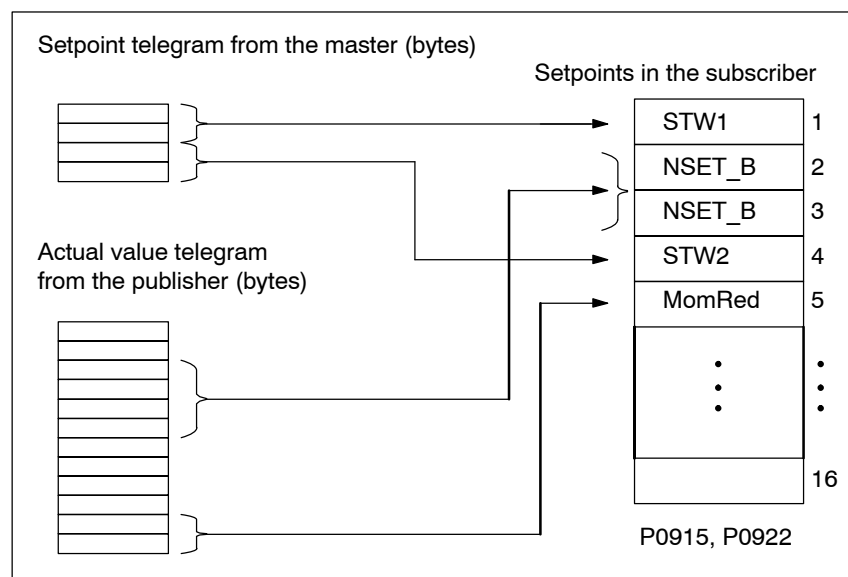 Setpoint telegram from the master (bytes)
Setpoints in the subscriber
STW1 1
NSET_B 2
NSET_B 3
Actual value telegram
from the publisher (bytes)
STW2 4
MomRed 5
16
P0915, P0922